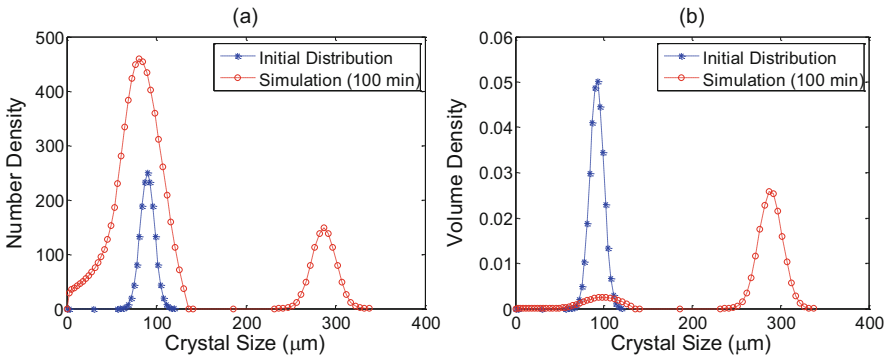 (a)
500
400
300
200
100
0
0
100
200
300
400
Number Density
Crystal Size (μm)
Initial Distribution
Simulation (100 min)
(b)
0.06
0.05
0.04
0.03
0.02
0.01
0
0
100
200
300
400
Volume Density
Crystal Size (μm)
Initial Distribution
Simulation (100 min)